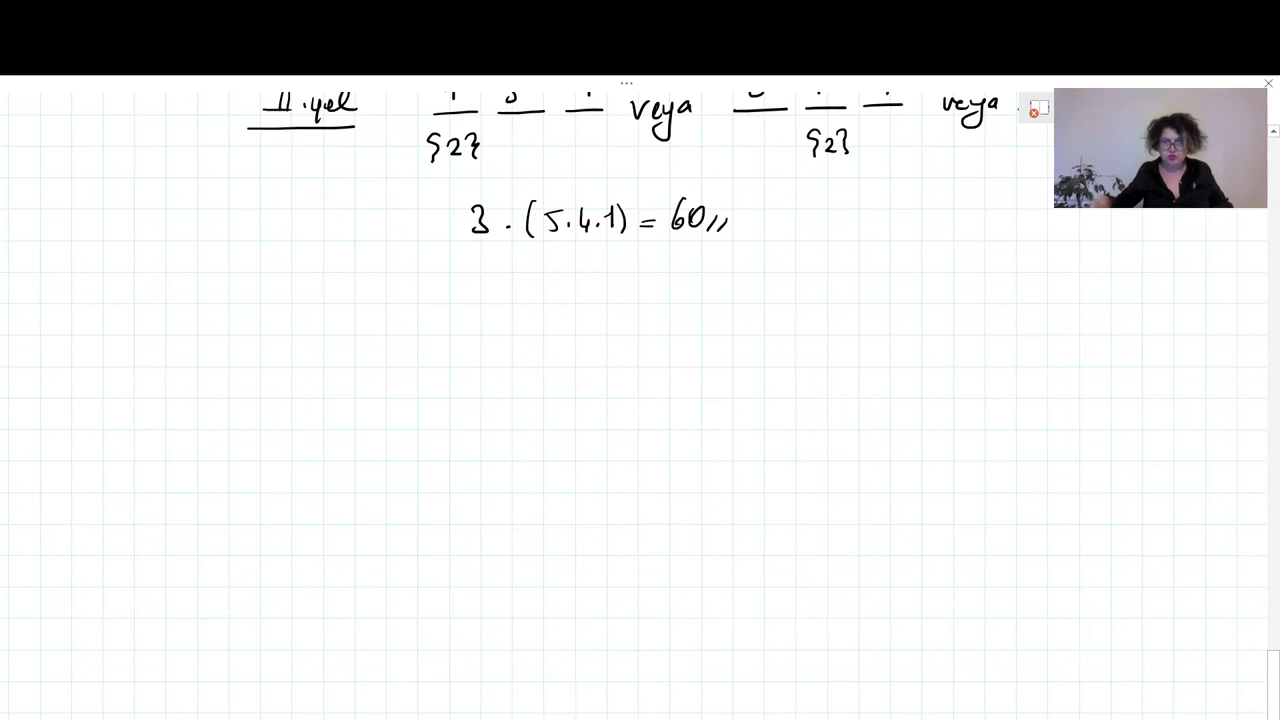 II.yol veya veya
{2} {2}
3 . (5.4.1) = 60,,